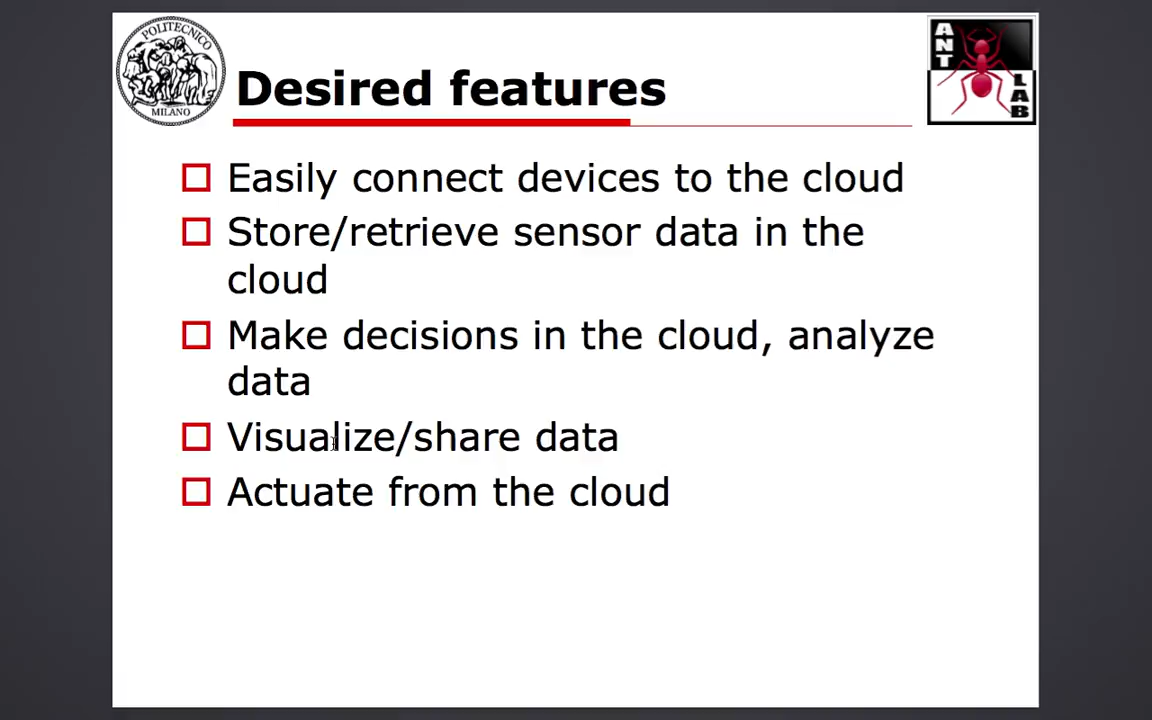 POLITECNICO
MILANO
Desired features
ANT
LAB
Easily connect devices to the cloud
Store/retrieve sensor data in the
cloud
Make decisions in the cloud, analyze
data
Visualize/share data
Actuate from the cloud